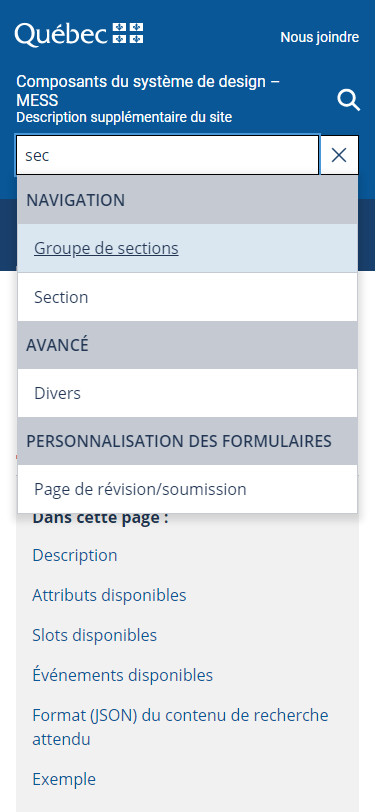 Québec
Nous joindre
Composants du système de design –
MESS
Description supplémentaire du site
sec
NAVIGATION
Groupe de sections
Section
AVANCÉ
Divers
PERSONNALISATION DES FORMULAIRES
Page de révision/soumission
Dans cette page :
Description
Attributs disponibles
Slots disponibles
Événements disponibles
Format (JSON) du contenu de recherche
attendu
Exemple